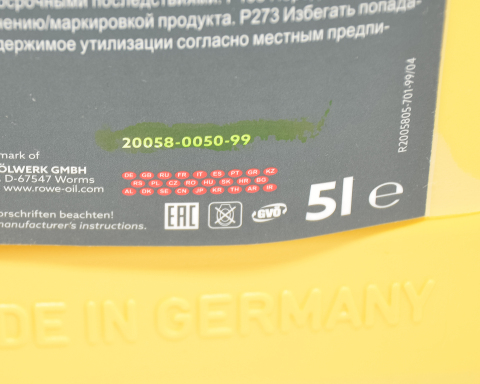 нению/маркировкой продукта. P273 Избегать попада-
держимое утилизации согласно местным предпи-
20058-0050-99
mark of
ÖLWERK GMBH
D-67547 Worms
www.rowe-oil.com
DE GB RU FR IT ES PT GR KZ
RS PL CZ RO HU SK HR BG
AL DK SE CN JP KR TH AR IR
orschriften beachten!
manufacturer's instructions.
EAC
GVÖ
5l e
R2005805-701-99/04
DE IN GERMANY